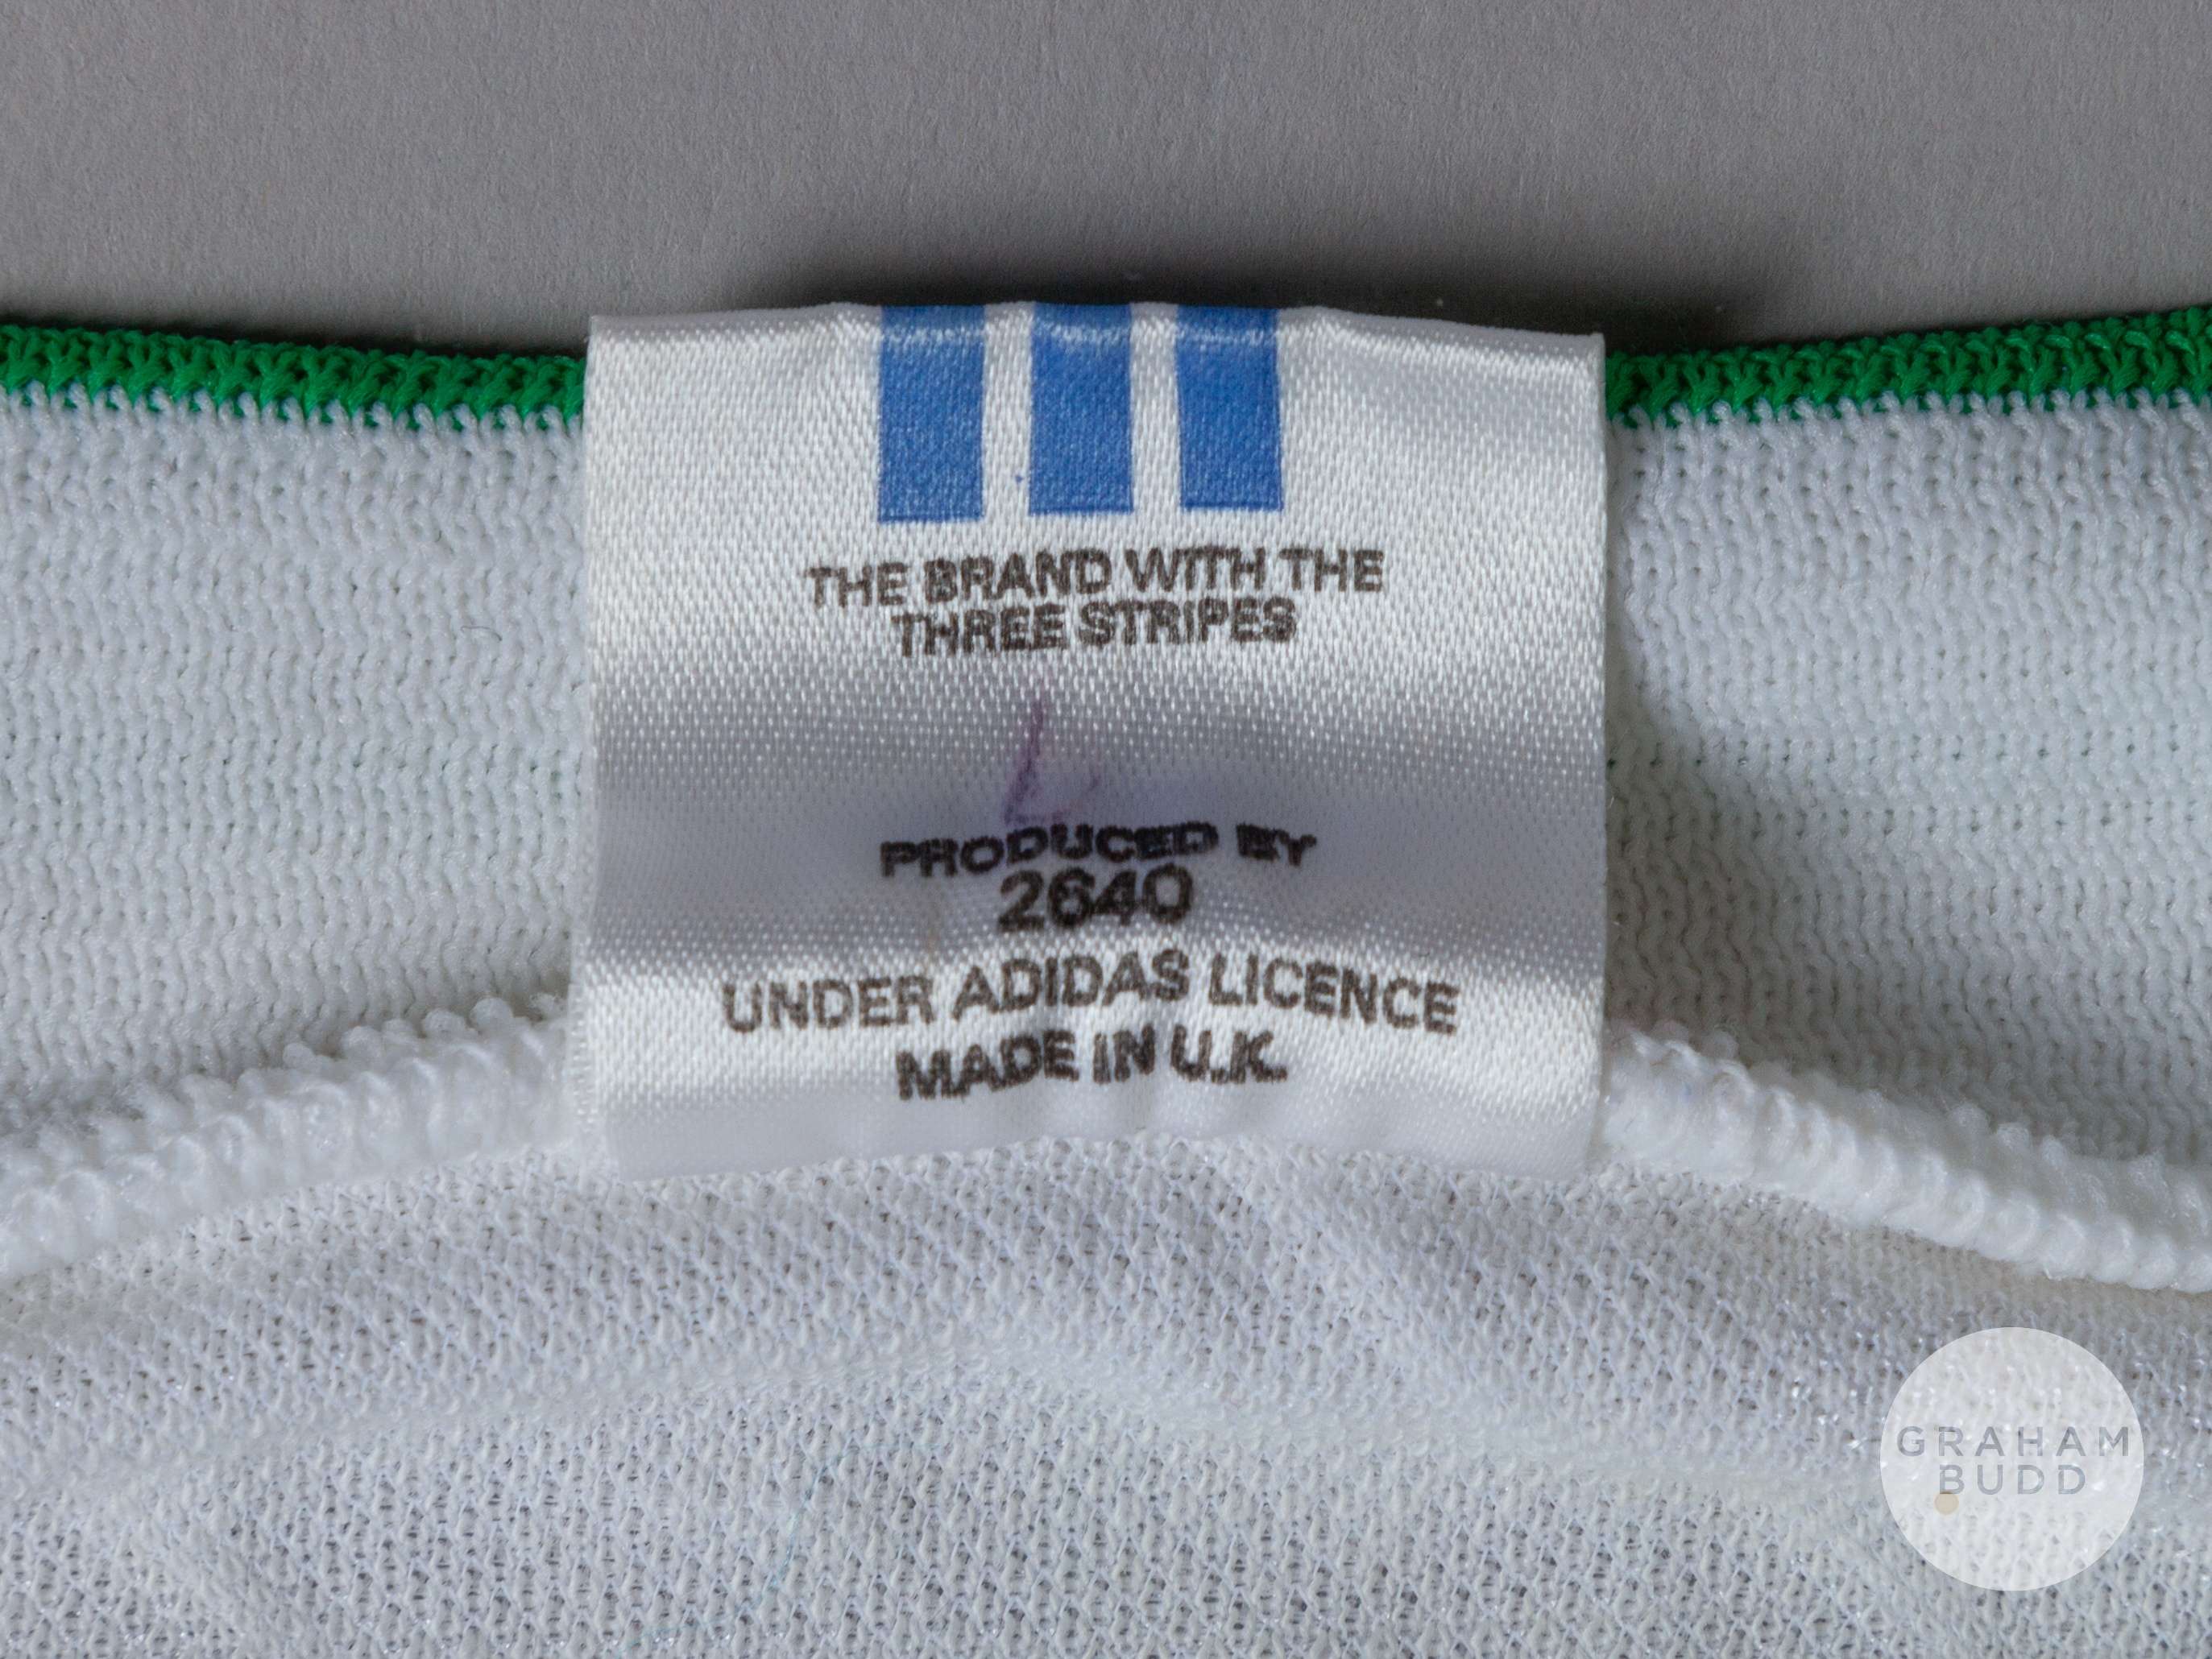 THE BRAND WITH THE
THREE STRIPES
L
PRODUCED BY
2640
UNDER ADIDAS LICENCE
MADE IN U.K.
GRAHAM
BUDD